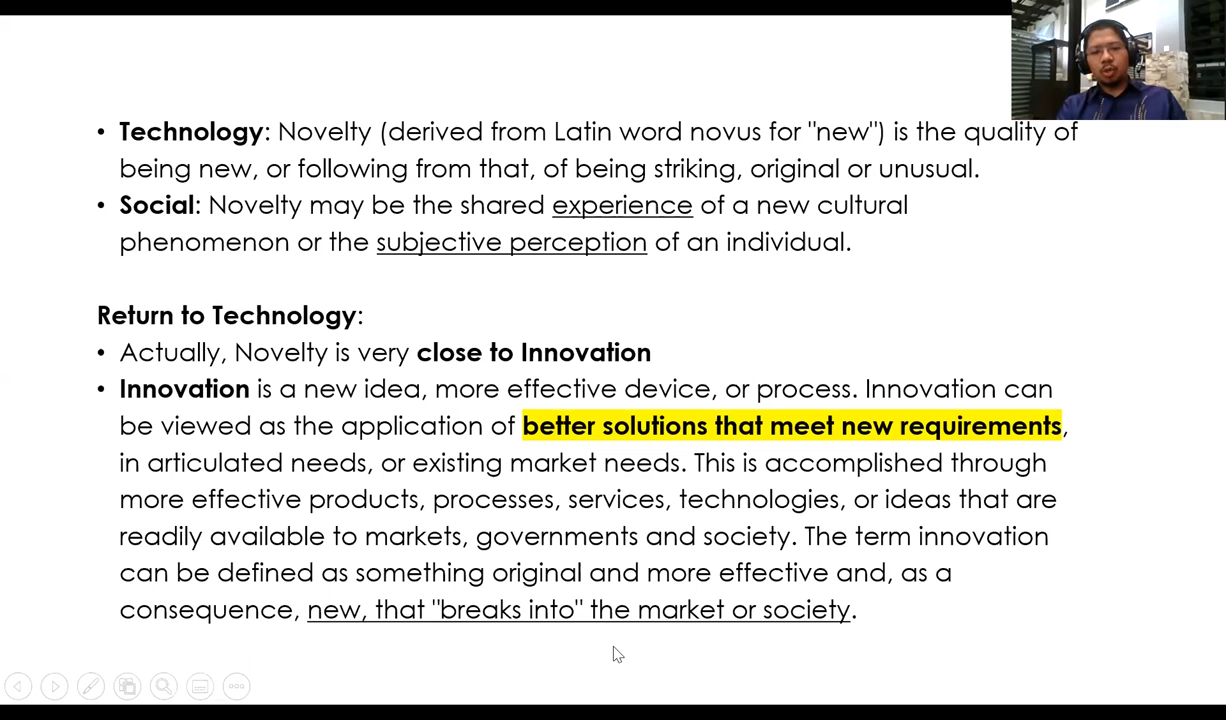 • Technology: Novelty (derived from Latin word novus for "new") is the quality of
being new, or following from that, of being striking, original or unusual.
• Social: Novelty may be the shared experience of a new cultural
phenomenon or the subjective perception of an individual.
Return to Technology:
• Actually, Novelty is very close to Innovation
• Innovation is a new idea, more effective device, or process. Innovation can
be viewed as the application of better solutions that meet new requirements,
in articulated needs, or existing market needs. This is accomplished through
more effective products, processes, services, technologies, or ideas that are
readily available to markets, governments and society. The term innovation
can be defined as something original and more effective and, as a
consequence, new, that "breaks into" the market or society.